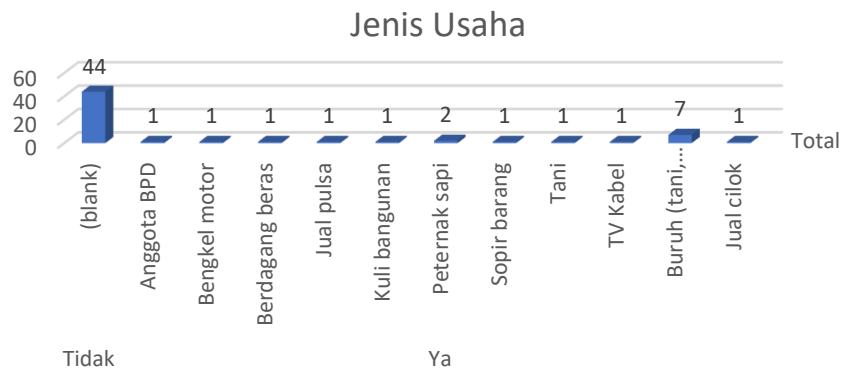 Jenis Usaha
44 1 1 1 1 1 2 1 1 1 7 1
60
40
20
0
Total
(blank)
Anggota BPD
Bengkel motor
Berdagang beras
Jual pulsa
Kuli bangunan
Peternak sapi
Sopir barang
Tani
TV Kabel
Buruh (tani,...
Jual cilok
Tidak Ya